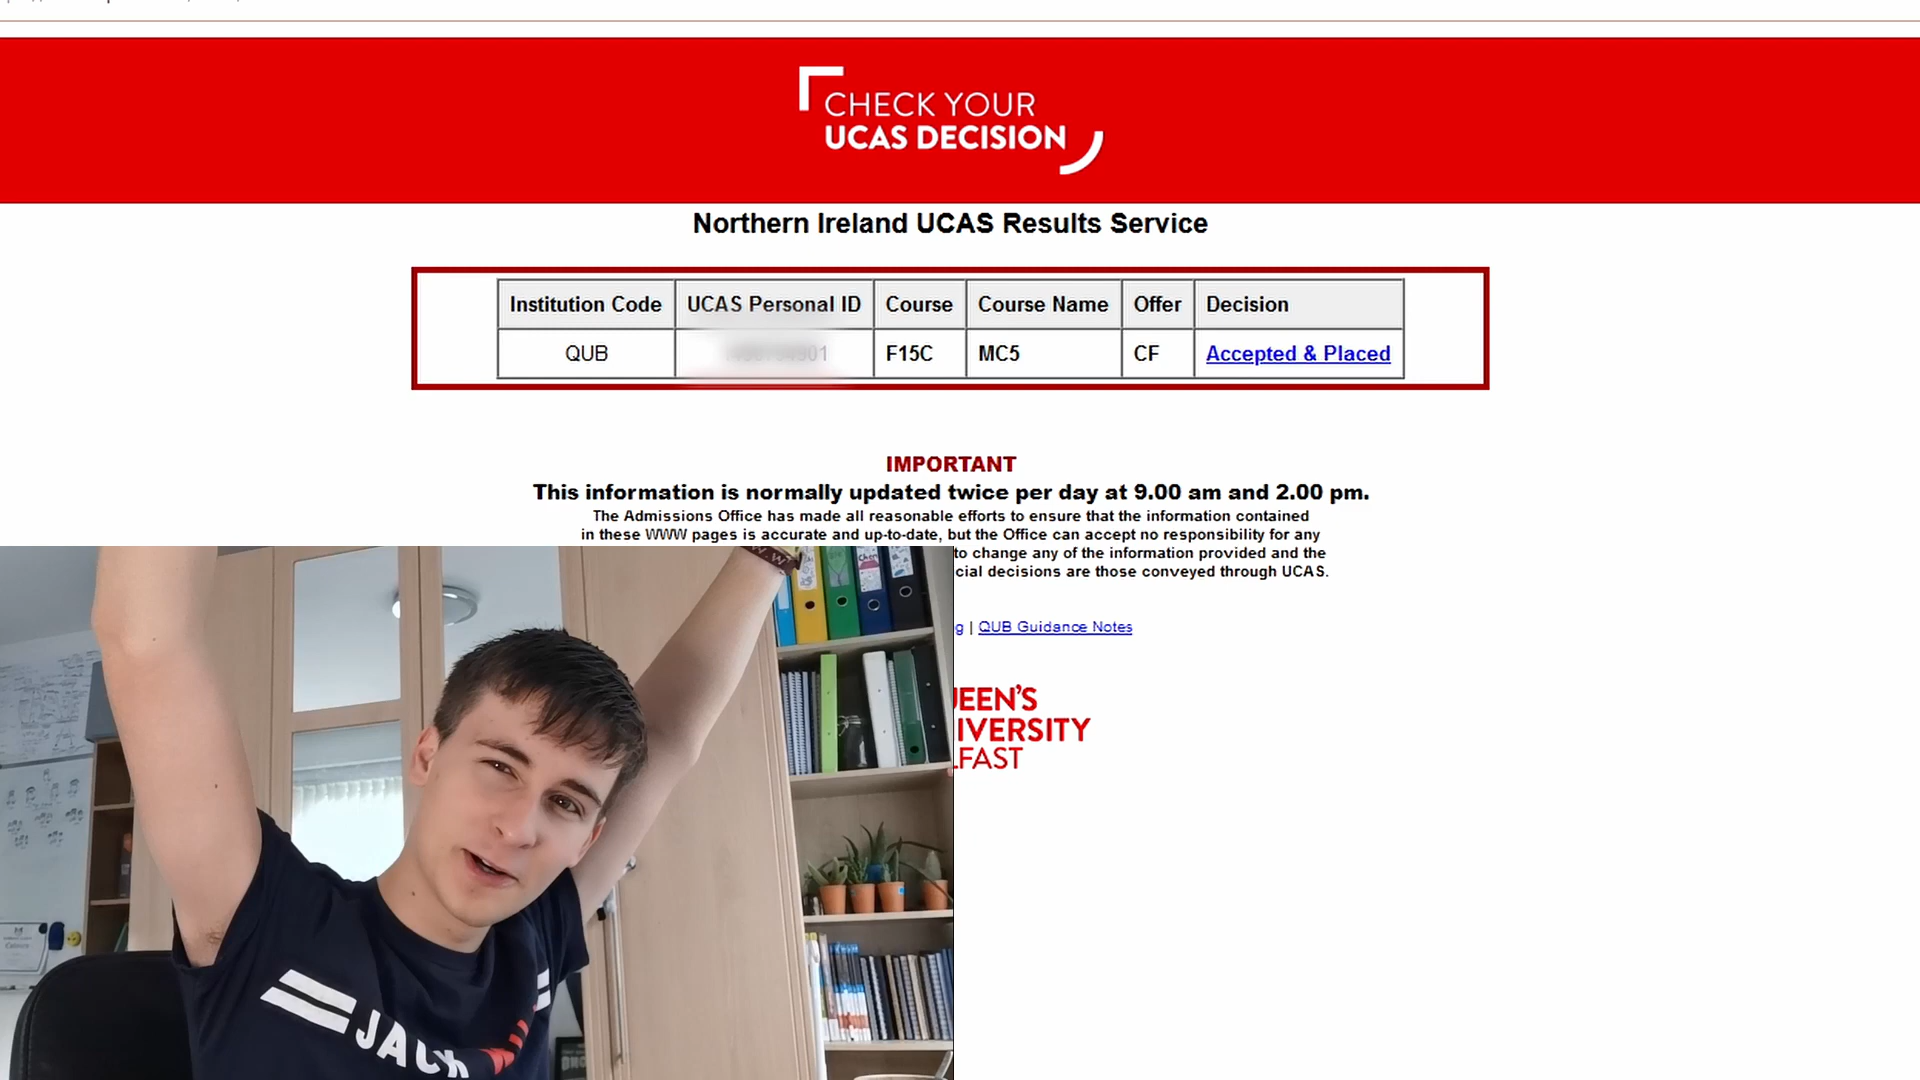 CHECK YOUR
UCAS DECISION
Northern Ireland UCAS Results Service
Institution Code UCAS Personal ID Course Course Name Offer Decision
QUB F15C MC5 CF Accepted & Placed
IMPORTANT
This information is normally updated twice per day at 9.00 am and 2.00 pm.
The Admissions Office has made all reasonable efforts to ensure that the information contained
in these WWW pages is accurate and up-to-date, but the Office can accept no responsibility for any
to change any of the information provided and the
cial decisions are those conveyed through UCAS.
g | QUB Guidance Notes
EEN'S
IVERSITY
FAST
JACK